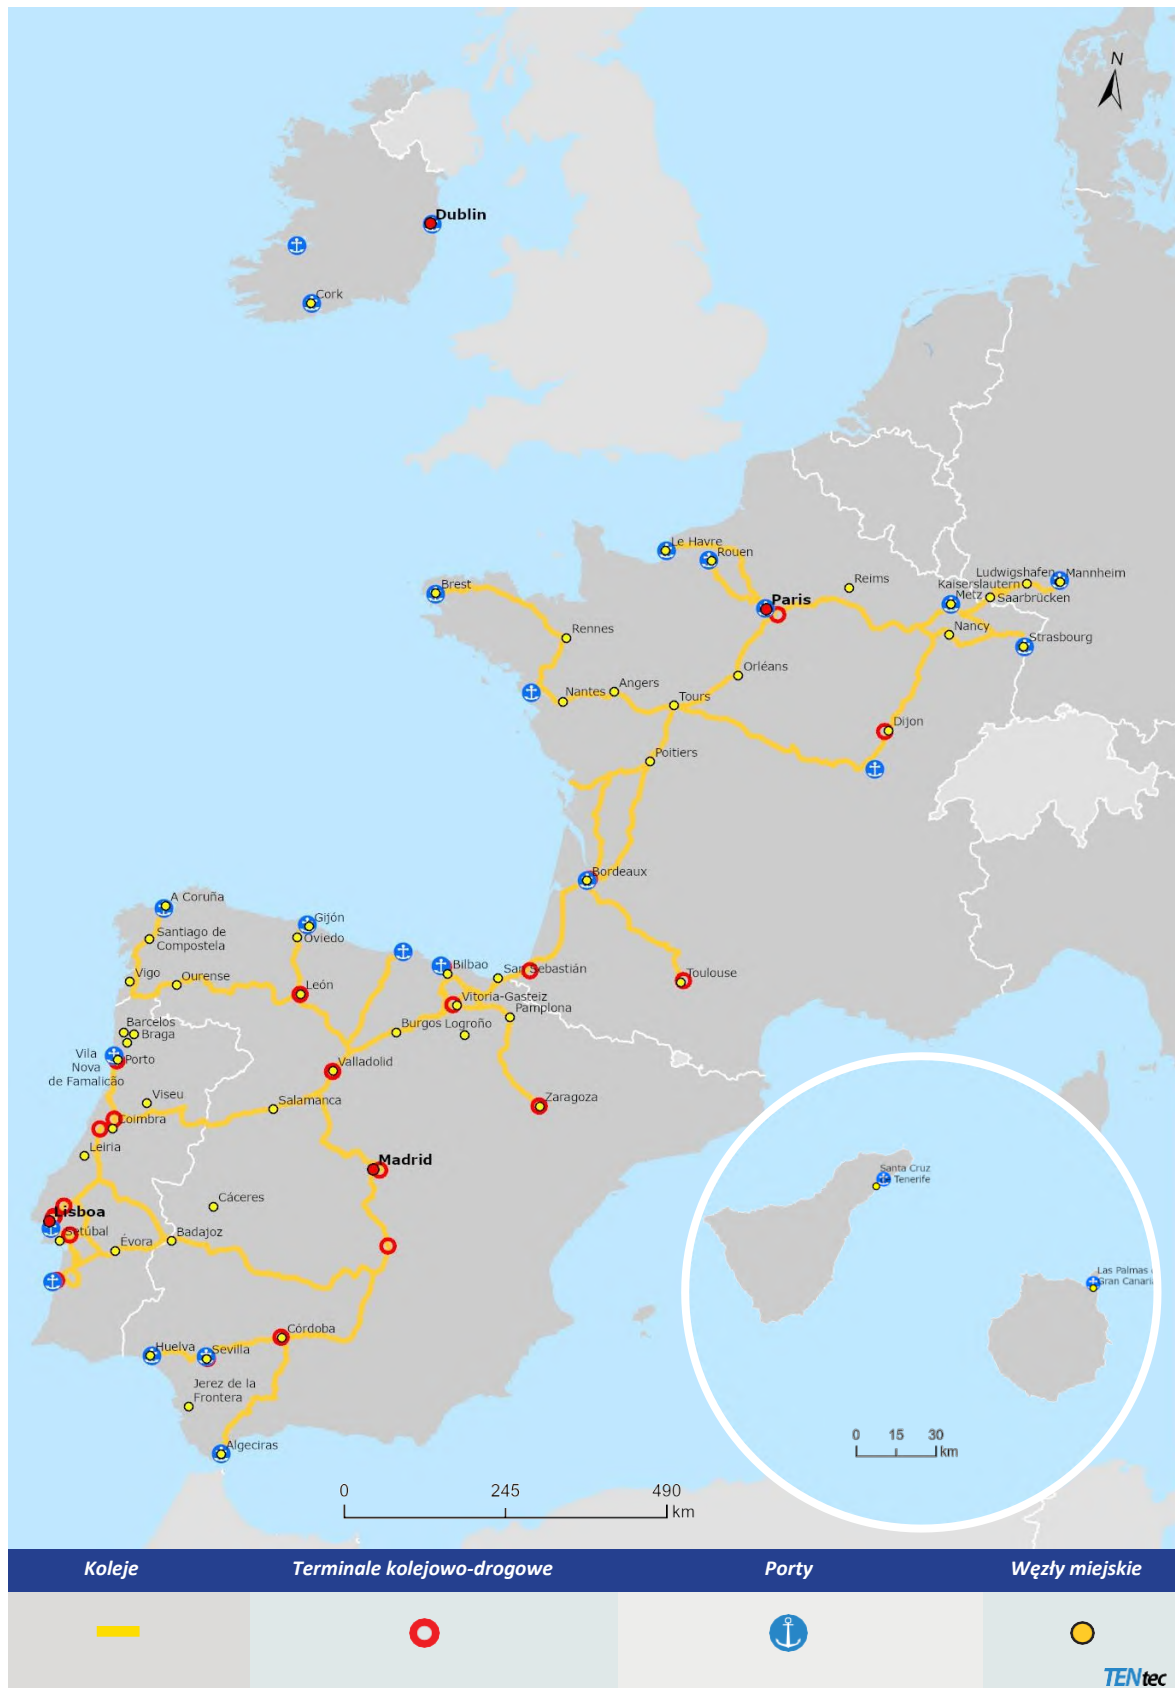 N
Dublin
Cork
Le Havre
Rouen
Brest
Paris
Reims
Ludwigshafen
Mannheim
Kaiserslautern
Metz
Saarbrücken
Nancy
Strasbourg
Rennes
Orléans
Nantes
Angers
Tours
Dijon
Poitiers
Bordeaux
A Coruña
Gijón
Oviedo
Santiago de
Compostela
Vigo
Ourense
León
Bilbao
San Sebastián
Toulouse
Vitoria-Gasteiz
Pamplona
Barcelos
Braga
Burgos
Logroño
Vila
Nova
de Famalicão
Porto
Valladolid
Viseu
Salamanca
Zaragoza
Coimbra
Leiria
Madrid
Santa Cruz
Tenerife
Cáceres
Lisboa
Setúbal
Évora
Badajoz
Las Palmas
Gran Canari
Huelva
Sevilla
Córdoba
Jerez de la
Frontera
Algeciras
0 15 30
km
0 245 490
km
Koleje Terminale kolejowo-drogowe Porty Węzły miejskie
TENtec